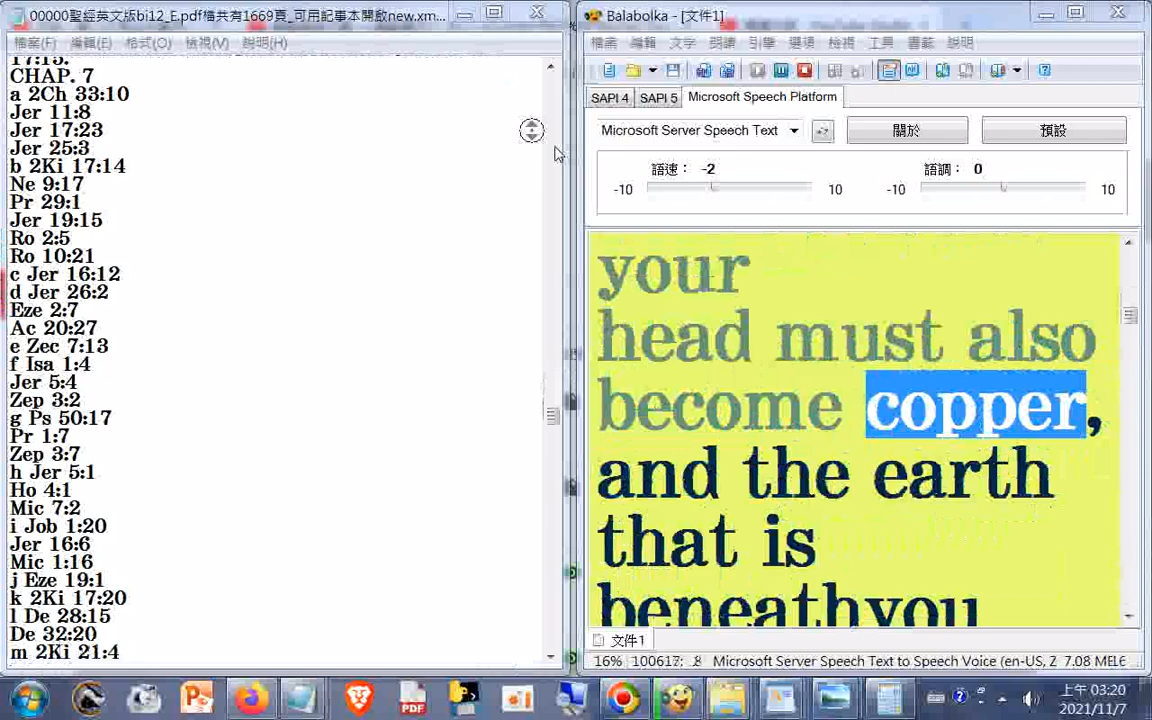 00000聖經英文版bi12_E.pdf檔共有1669頁_可用記事本開啟new.xm...
檔案(F) 編輯(E) 格式(O) 檢視(V) 說明(H)
17:15.
CHAP. 7
a 2Ch 33:10
Jer 11:8
Jer 17:23
Jer 25:3
b 2Ki 17:14
Ne 9:17
Pr 29:1
Jer 19:15
Ro 2:5
Ro 10:21
c Jer 16:12
d Jer 26:2
Eze 2:7
Ac 20:27
e Zec 7:13
f Isa 1:4
Jer 5:4
Zep 3:2
g Ps 50:17
Pr 1:7
Zep 3:7
h Jer 5:1
Ho 4:1
Mic 7:2
i Job 1:20
Jer 16:6
Mic 1:16
j Eze 19:1
k 2Ki 17:20
l De 28:15
De 32:20
m 2Ki 21:4
Balabolka - [文件1]
檔案 編輯 文字 朗讀 引擎 選項 檢視 工具 書籤 說明
SAPI 4 SAPI 5 Microsoft Speech Platform
Microsoft Server Speech Text 關於 預設
語速： -2 語調： 0
-10 10 -10 10
your
head must also
become copper,
and the earth
that is
beneathyou
文件1
16% Microsoft Server Speech Text to Speech Voice (en-US, Z
PDF
上午 03:20
2021/11/7